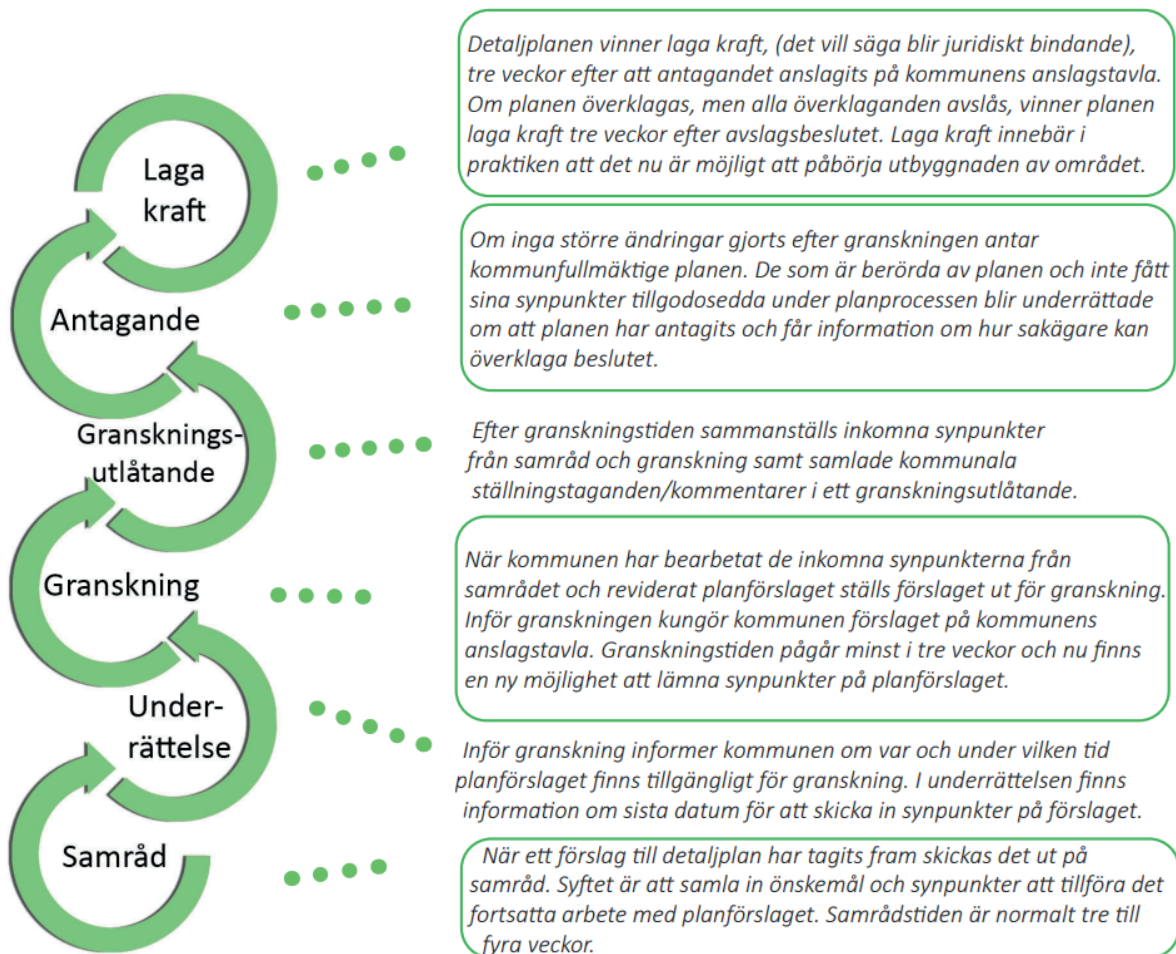 Laga
kraft
Detaljplanen vinner laga kraft, (det vill säga blir juridiskt bindande),
tre veckor efter att antagandet anslagits på kommunens anslagstavla.
Om planen överklagas, men alla överklaganden avslås, vinner planen
laga kraft tre veckor efter avslagsbeslutet. Laga kraft innebär i
praktiken att det nu är möjligt att påbörja utbyggnaden av området.
Antagande
Om inga större ändringar gjorts efter granskningen antar
kommunfullmäktige planen. De som är berörda av planen och inte fått
sina synpunkter tillgodosedda under planprocessen blir underrättade
om att planen har antagits och får information om hur sakägare kan
överklaga beslutet.
Gransknings-
utlåtande
Efter granskningstiden sammanställs inkomna synpunkter
från samråd och granskning samt samlade kommunala
ställningstaganden/kommentarer i ett granskningsutlåtande.
Granskning
När kommunen har bearbetat de inkomna synpunkterna från
samrådet och reviderat planförslaget ställs förslaget ut för granskning.
Inför granskningen kungör kommunen förslaget på kommunens
anslagstavla. Granskningstiden pågår minst i tre veckor och nu finns
en ny möjlighet att lämna synpunkter på planförslaget.
Under-
rättelse
Inför granskning informer kommunen om var och under vilken tid
planförslaget finns tillgängligt för granskning. I underrättelsen finns
information om sista datum för att skicka in synpunkter på förslaget.
Samråd
När ett förslag till detaljplan har tagits fram skickas det ut på
samråd. Syftet är att samla in önskemål och synpunkter att tillföra det
fortsatta arbete med planförslaget. Samrådstiden är normalt tre till
fyra veckor.